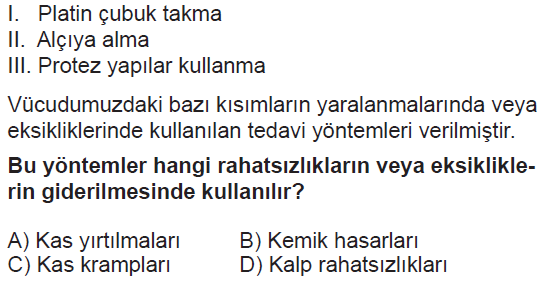 I. Platin çubuk takma
II. Alçıya alma
III. Protez yapılar kullanma
Vücudumuzdaki bazı kısımların yaralanmalarında veya
eksikliklerinde kullanılan tedavi yöntemleri verilmiştir.
Bu yöntemler hangi rahatsızlıkların veya eksiklikle-
rin giderilmesinde kullanılır?
A) Kas yırtılmaları B) Kemik hasarları
C) Kas krampları D) Kalp rahatsızlıkları